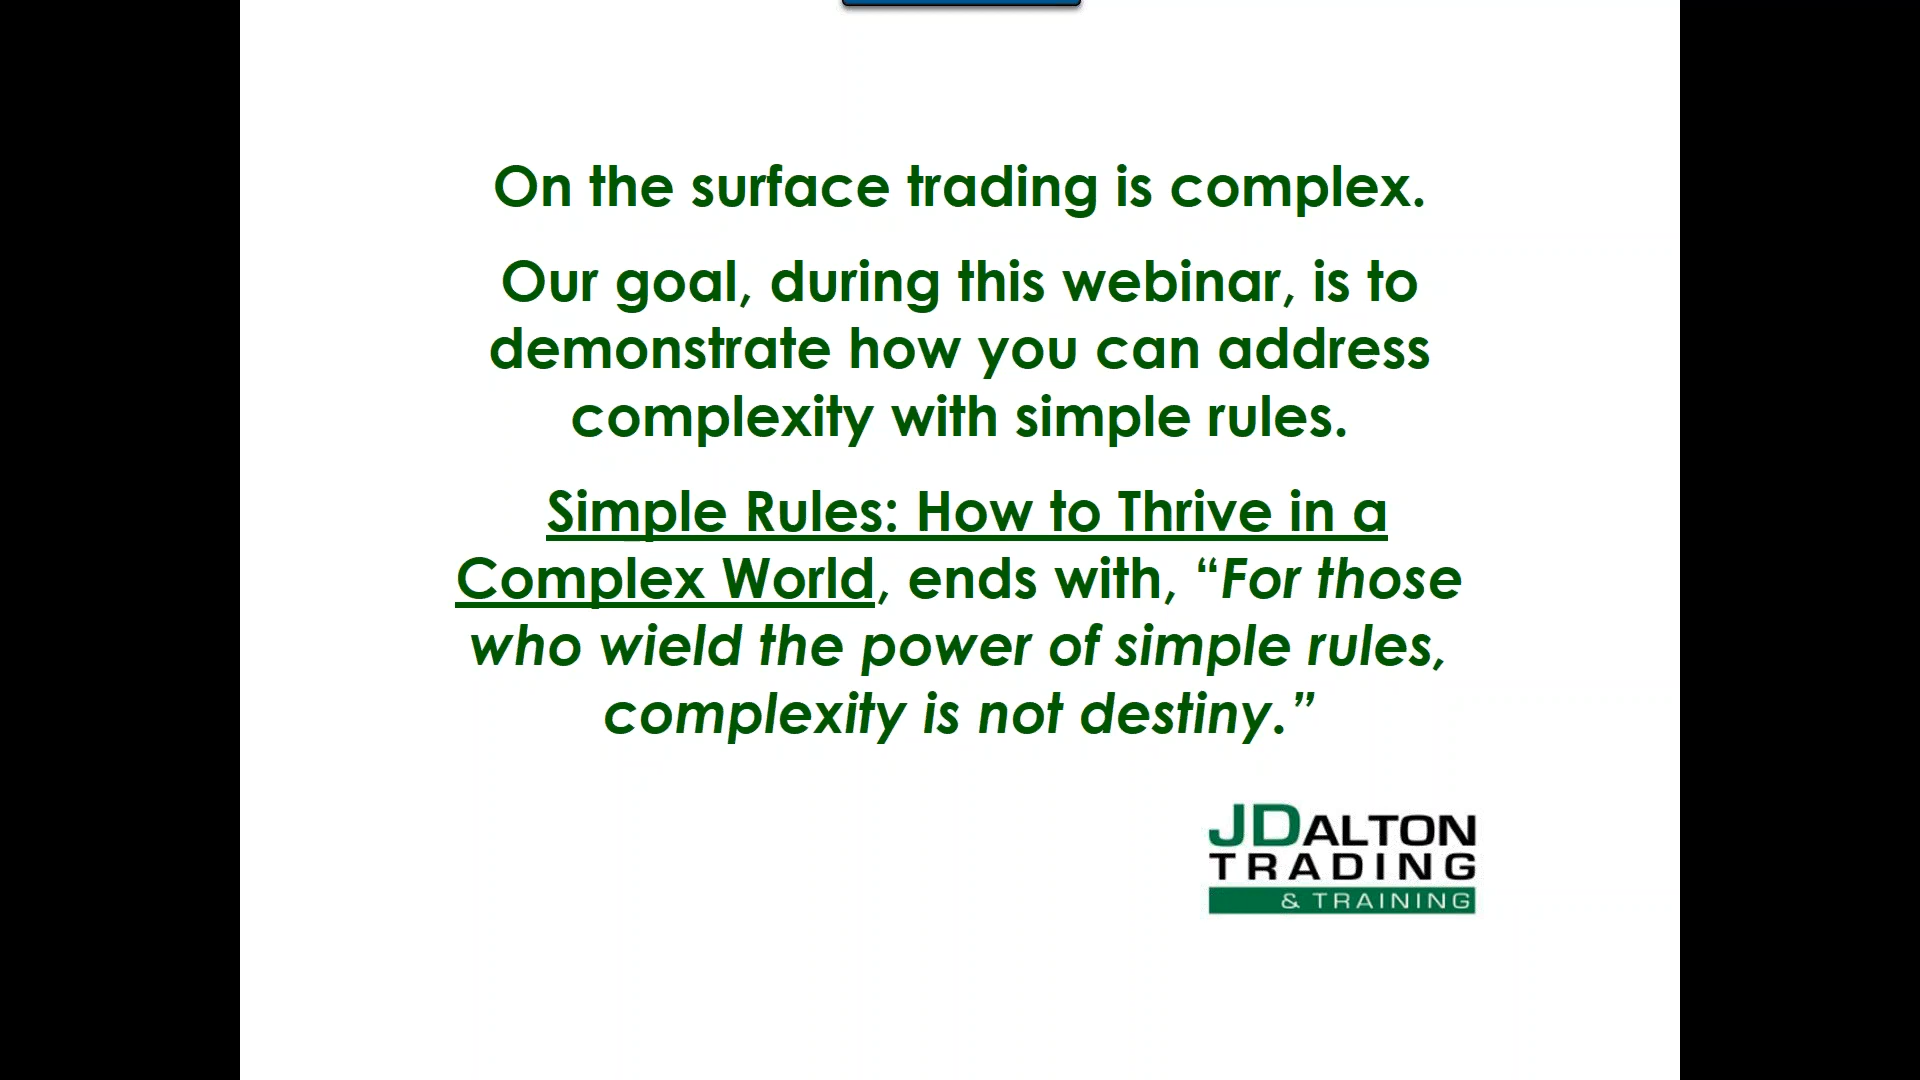 On the surface trading is complex.
Our goal, during this webinar, is to
demonstrate how you can address
complexity with simple rules.
Simple Rules: How to Thrive in a
Complex World, ends with, “For those
who wield the power of simple rules,
complexity is not destiny.”
JDALTON
TRADING
& TRAINING